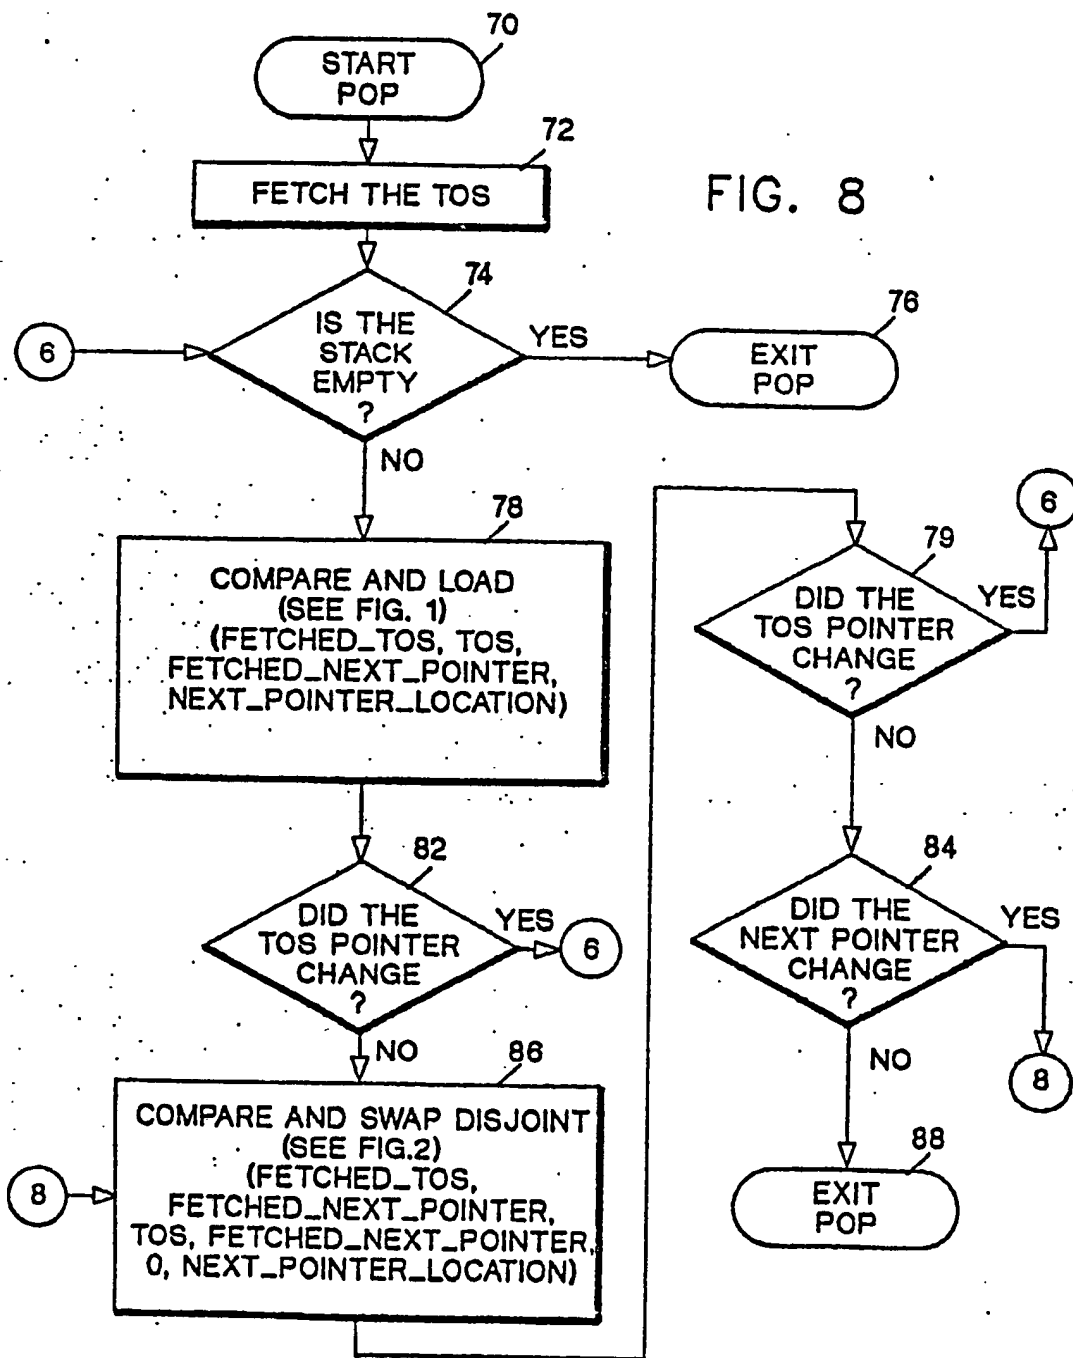 70
START
POP
72
FETCH THE TOS
FIG. 8
74
IS THE
STACK
EMPTY
?
6
YES
76
EXIT
POP
NO
78
COMPARE AND LOAD
(SEE FIG. 1)
(FETCHED_TOS, TOS,
FETCHED_NEXT_POINTER,
NEXT_POINTER_LOCATION)
82
DID THE
TOS POINTER
CHANGE
?
YES
6
NO
86
COMPARE AND SWAP DISJOINT
(SEE FIG.2)
(FETCHED_TOS,
FETCHED_NEXT_POINTER,
TOS, FETCHED_NEXT_POINTER,
0, NEXT_POINTER_LOCATION)
8
6
79
DID THE
TOS POINTER
CHANGE
?
YES
NO
84
DID THE
NEXT POINTER
CHANGE
?
YES
8
NO
88
EXIT
POP